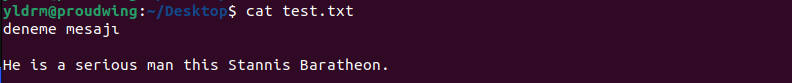 yldrm@proudwing:~/Desktop$ cat test.txt
deneme mesajı
He is a serious man this Stannis Baratheon.